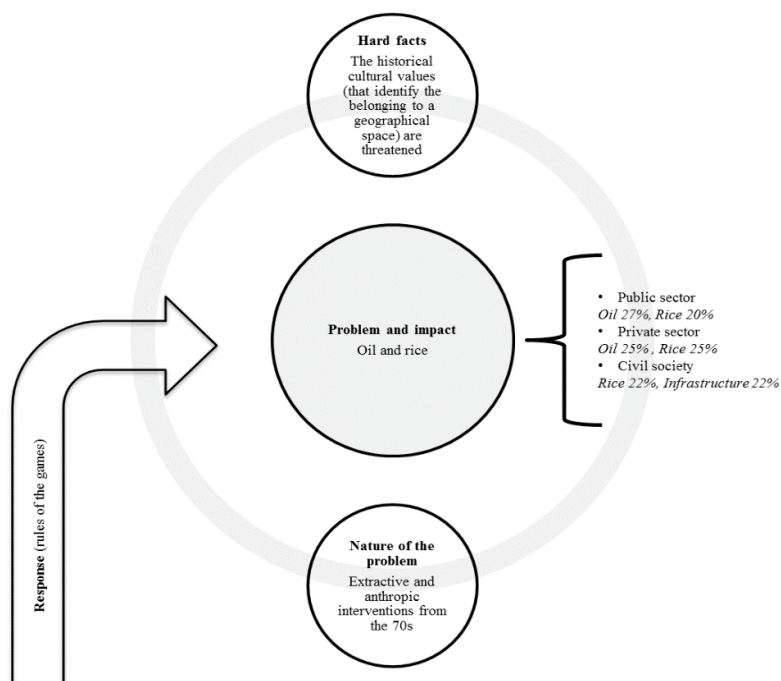 Hard facts
The historical
cultural values
(that identify the
belonging to a
geographical
space) are
threatened
Problem and impact
Oil and rice
• Public sector
Oil 27%, Rice 20%
• Private sector
Oil 25% , Rice 25%
• Civil society
Rice 22%, Infrastructure 22%
Response (rules of the games)
Nature of the
problem
Extractive and
anthropic
interventions from
the 70s